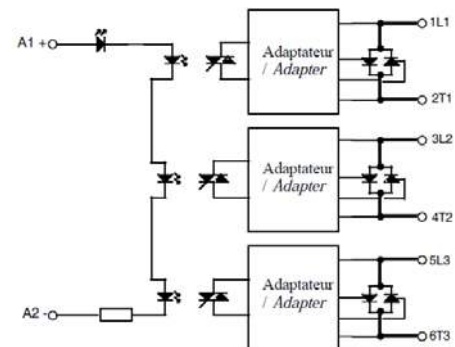 1L1
A1 +
Adaptateur
/ Adapter
2T1
3L2
Adaptateur
/ Adapter
4T2
5L3
Adaptateur
/ Adapter
A2 -
6T3